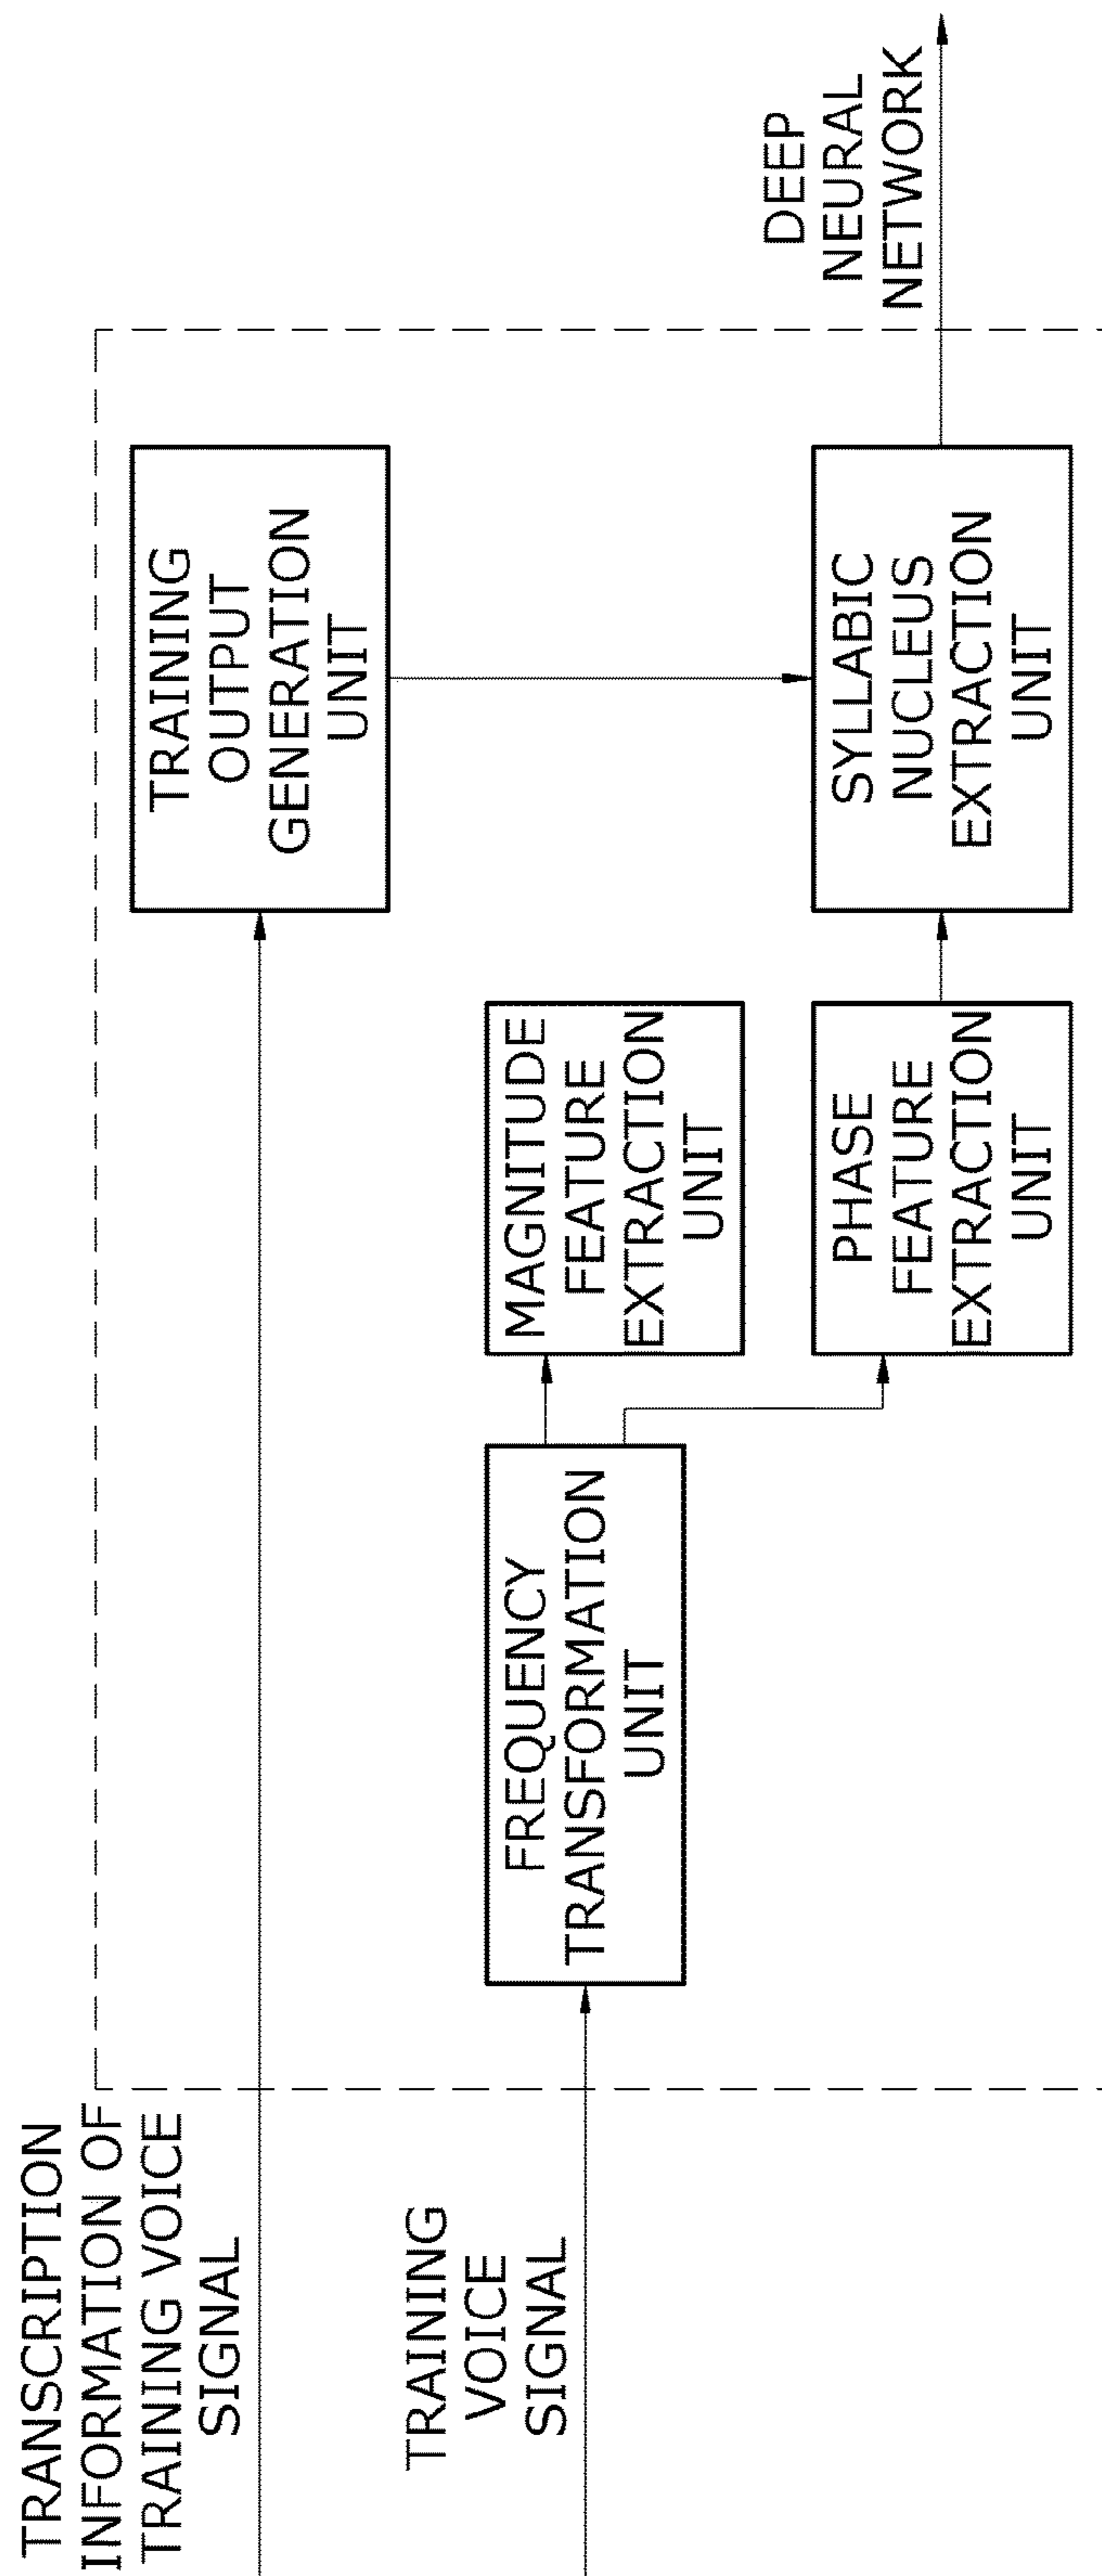 TRANSCRIPTION
INFORMATION OF
TRAINING VOICE
SIGNAL
TRAINING
VOICE
SIGNAL
FREQUENCY
TRANSFORMATION
UNIT
MAGNITUDE
FEATURE
EXTRACTION
UNIT
PHASE
FEATURE
EXTRACTION
UNIT
TRAINING
OUTPUT
GENERATION
UNIT
SYLLABIC
NUCLEUS
EXTRACTION
UNIT
DEEP
NEURAL
NETWORK